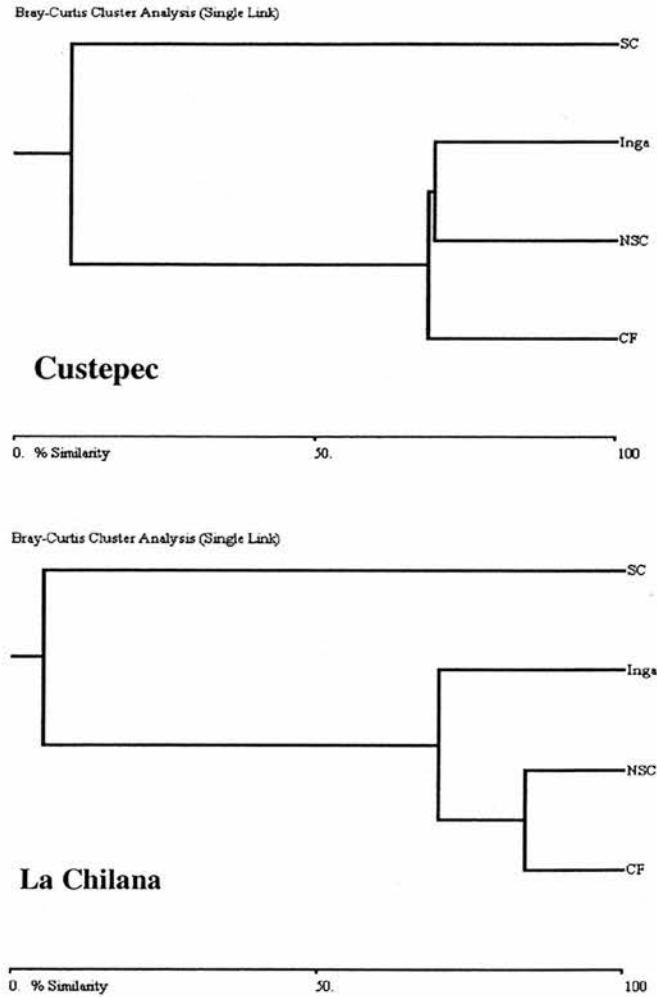 Bray-Curtis Cluster Analysis (Single Link)
SC
Inga
NSC
CF
Custepec
0. % Similarity 50. 100
Bray-Curtis Cluster Analysis (Single Link)
SC
Inga
NSC
CF
La Chilana
0. % Similarity 50. 100